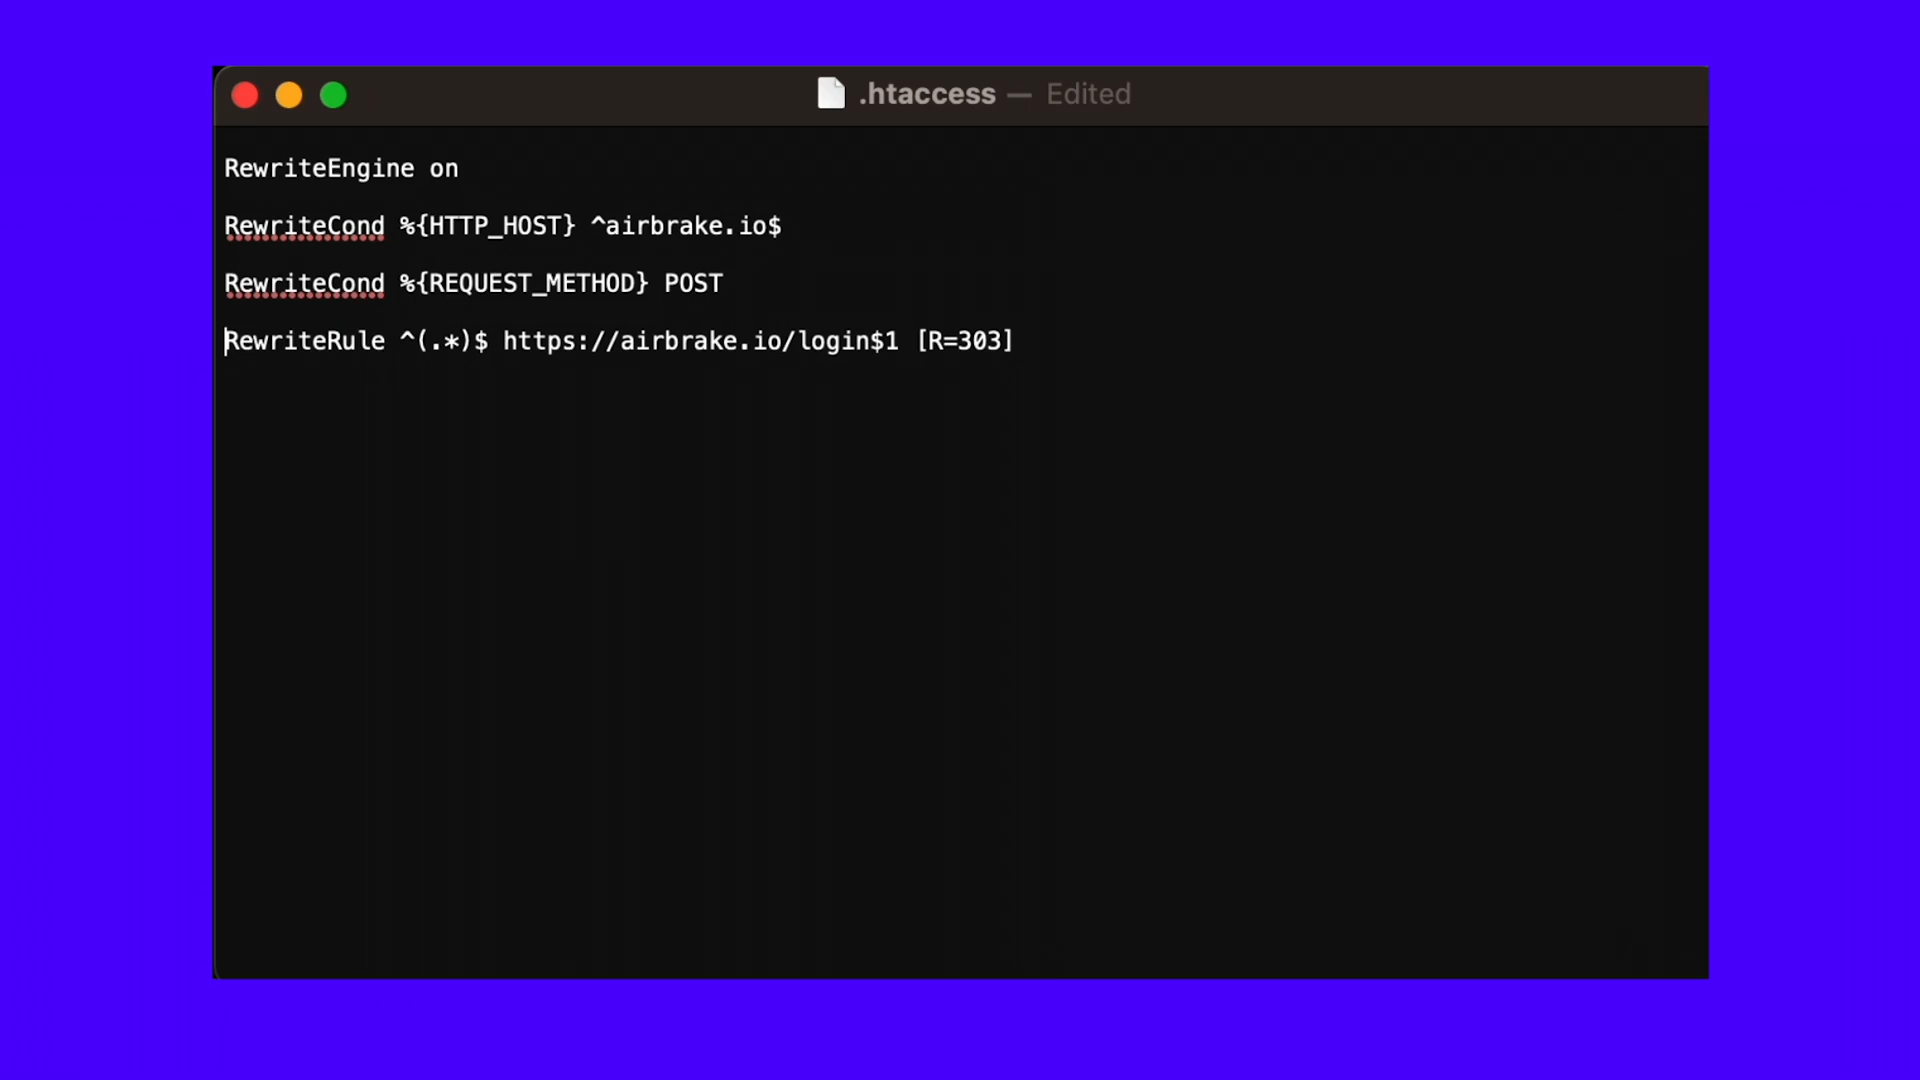 .htaccess — Edited
RewriteEngine on
RewriteCond %{HTTP_HOST} ^airbrake.io$
RewriteCond %{REQUEST_METHOD} POST
RewriteRule ^(.*)$ https://airbrake.io/login$1 [R=303]